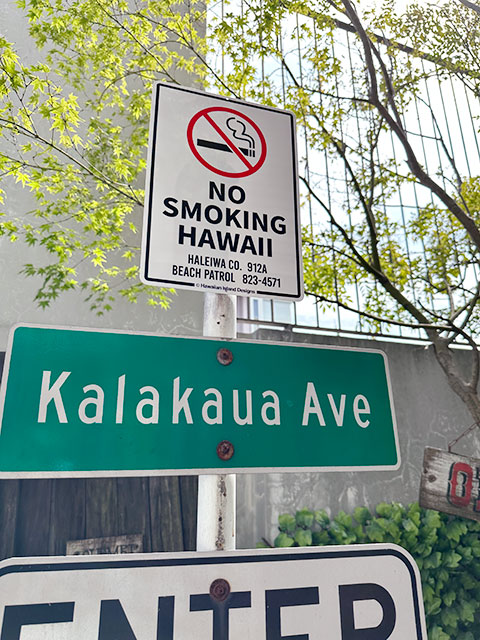 NO
SMOKING
HAWAII
HALEIWA CO. 912A
BEACH PATROL 823-4571
© Hawaiian Island Designs
Kalakaua Ave
ENTER